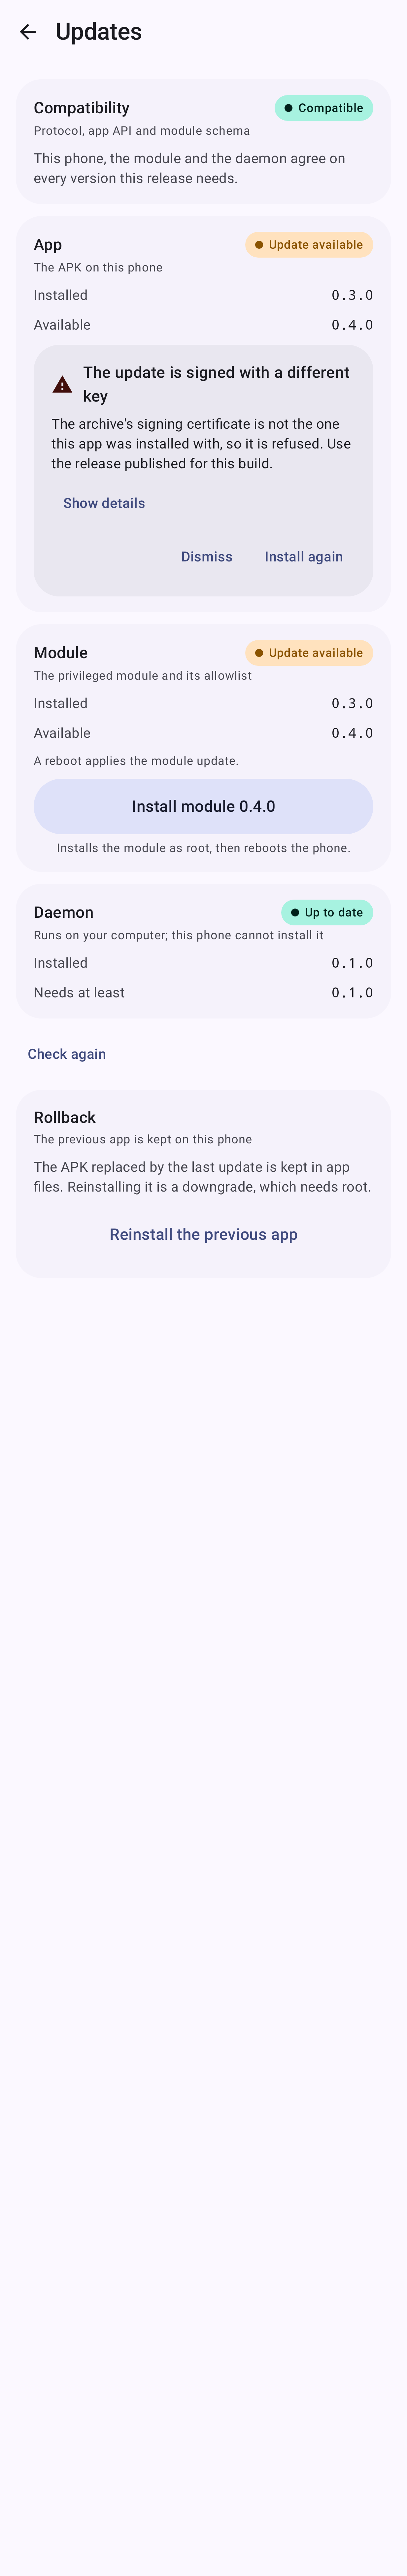 Updates
Compatibility
Compatible
Protocol, app API and module schema
This phone, the module and the daemon agree on
every version this release needs.
App
Update available
The APK on this phone
Installed 0.3.0
Available 0.4.0
The update is signed with a different
key
The archive's signing certificate is not the one
this app was installed with, so it is refused. Use
the release published for this build.
Show details
Dismiss Install again
Module
Update available
The privileged module and its allowlist
Installed 0.3.0
Available 0.4.0
A reboot applies the module update.
Install module 0.4.0
Installs the module as root, then reboots the phone.
Daemon
Up to date
Runs on your computer; this phone cannot install it
Installed 0.1.0
Needs at least 0.1.0
Check again
Rollback
The previous app is kept on this phone
The APK replaced by the last update is kept in app
files. Reinstalling it is a downgrade, which needs root.
Reinstall the previous app